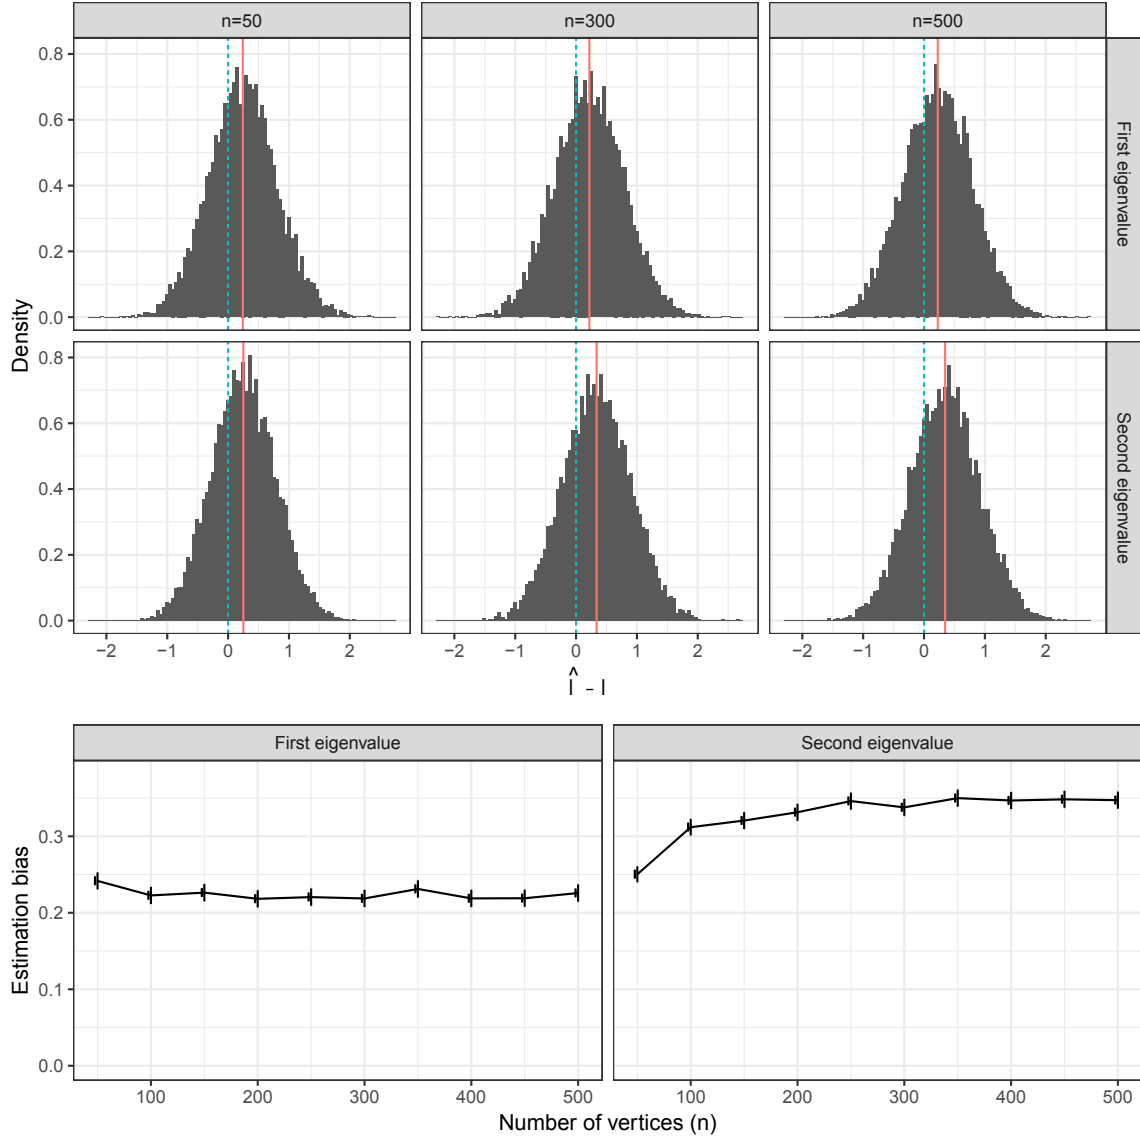 n=50
n=300
n=500
First eigenvalue
Second eigenvalue
Density
0.8
0.6
0.4
0.2
0.0
0.8
0.6
0.4
0.2
0.0
−2 −1 0 1 2
−2 −1 0 1 2
−2 −1 0 1 2
l̂ − l
First eigenvalue
Second eigenvalue
Estimation bias
0.3
0.2
0.1
0.0
100 200 300 400 500
100 200 300 400 500
Number of vertices (n)